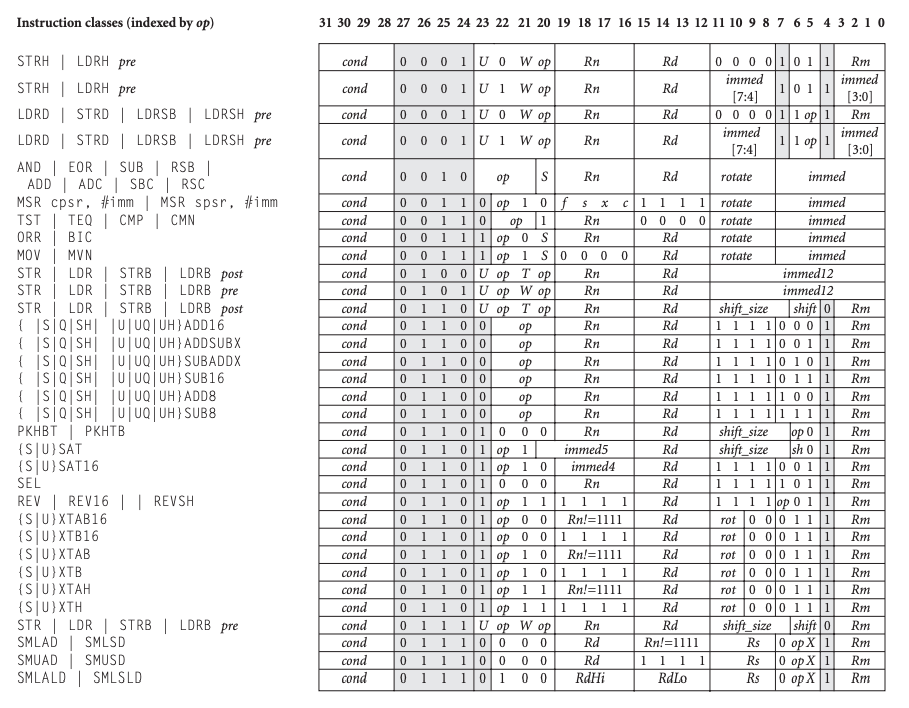 Instruction classes (indexed by op) 31 30 29 28 27 26 25 24 23 22 21 20 19 18 17 16 15 14 13 12 11 10 9 8 7 6 5 4 3 2 1 0
STRH | LDRH pre cond 0 0 0 1 U 0 W op Rn Rd 0 0 0 0 1 0 1 1 Rm
STRH | LDRH pre cond 0 0 0 1 U 1 W op Rn Rd immed [7:4] 1 0 1 1 immed [3:0]
LDRD | STRD | LDRSB | LDRSH pre cond 0 0 0 1 U 0 W op Rn Rd 0 0 0 0 1 1 op 1 Rm
LDRD | STRD | LDRSB | LDRSH pre cond 0 0 0 1 U 1 W op Rn Rd immed [7:4] 1 1 op 1 immed [3:0]
AND | EOR | SUB | RSB |
ADD | ADC | SBC | RSC cond 0 0 1 0 op S Rn Rd rotate immed
MSR cpsr, #imm | MSR spsr, #imm cond 0 0 1 1 0 op 1 0 f s x c 1 1 1 1 rotate immed
TST | TEQ | CMP | CMN cond 0 0 1 1 0 op 1 Rn 0 0 0 0 rotate immed
ORR | BIC cond 0 0 1 1 1 op 0 S Rn Rd rotate immed
MOV | MVN cond 0 0 1 1 1 op 1 S 0 0 0 0 Rd rotate immed
STR | LDR | STRB | LDRB post cond 0 1 0 0 U op T op Rn Rd immed12
STR | LDR | STRB | LDRB pre cond 0 1 0 1 U op W op Rn Rd immed12
STR | LDR | STRB | LDRB post cond 0 1 1 0 U op T op Rn Rd shift_size shift 0 Rm
{ |S|Q|SH| |U|UQ|UH}ADD16 cond 0 1 1 0 0 op Rn Rd 1 1 1 1 0 0 0 1 Rm
{ |S|Q|SH| |U|UQ|UH}ADDSUBX cond 0 1 1 0 0 op Rn Rd 1 1 1 1 0 0 1 1 Rm
{ |S|Q|SH| |U|UQ|UH}SUBADDX cond 0 1 1 0 0 op Rn Rd 1 1 1 1 0 1 0 1 Rm
{ |S|Q|SH| |U|UQ|UH}SUB16 cond 0 1 1 0 0 op Rn Rd 1 1 1 1 0 1 1 1 Rm
{ |S|Q|SH| |U|UQ|UH}ADD8 cond 0 1 1 0 0 op Rn Rd 1 1 1 1 1 0 0 1 Rm
{ |S|Q|SH| |U|UQ|UH}SUB8 cond 0 1 1 0 0 op Rn Rd 1 1 1 1 1 1 1 1 Rm
PKHBT | PKHTB cond 0 1 1 0 1 0 0 0 Rn Rd shift_size op 0 1 Rm
{S|U}SAT cond 0 1 1 0 1 op 1 immed5 Rd shift_size sh 0 1 Rm
{S|U}SAT16 cond 0 1 1 0 1 op 1 0 immed4 Rd 1 1 1 1 0 0 1 1 Rm
SEL cond 0 1 1 0 1 0 0 0 Rn Rd 1 1 1 1 1 0 1 1 Rm
REV | REV16 | | REVSH cond 0 1 1 0 1 op 1 1 1 1 1 1 Rd 1 1 1 1 op 0 1 1 Rm
{S|U}XTAB16 cond 0 1 1 0 1 op 0 0 Rn!=1111 Rd rot 0 0 0 1 1 1 Rm
{S|U}XTB16 cond 0 1 1 0 1 op 0 0 1 1 1 1 Rd rot 0 0 0 1 1 1 Rm
{S|U}XTAB cond 0 1 1 0 1 op 1 0 Rn!=1111 Rd rot 0 0 0 1 1 1 Rm
{S|U}XTB cond 0 1 1 0 1 op 1 0 1 1 1 1 Rd rot 0 0 0 1 1 1 Rm
{S|U}XTAH cond 0 1 1 0 1 op 1 1 Rn!=1111 Rd rot 0 0 0 1 1 1 Rm
{S|U}XTH cond 0 1 1 0 1 op 1 1 1 1 1 1 Rd rot 0 0 0 1 1 1 Rm
STR | LDR | STRB | LDRB pre cond 0 1 1 1 U op W op Rn Rd shift_size shift 0 Rm
SMLAD | SMLSD cond 0 1 1 1 0 0 0 0 Rd Rn!=1111 Rs 0 op X 1 Rm
SMUAD | SMUSD cond 0 1 1 1 0 0 0 0 Rd 1 1 1 1 Rs 0 op X 1 Rm
SMLALD | SMLSLD cond 0 1 1 1 0 1 0 0 RdHi RdLo Rs 0 op X 1 Rm